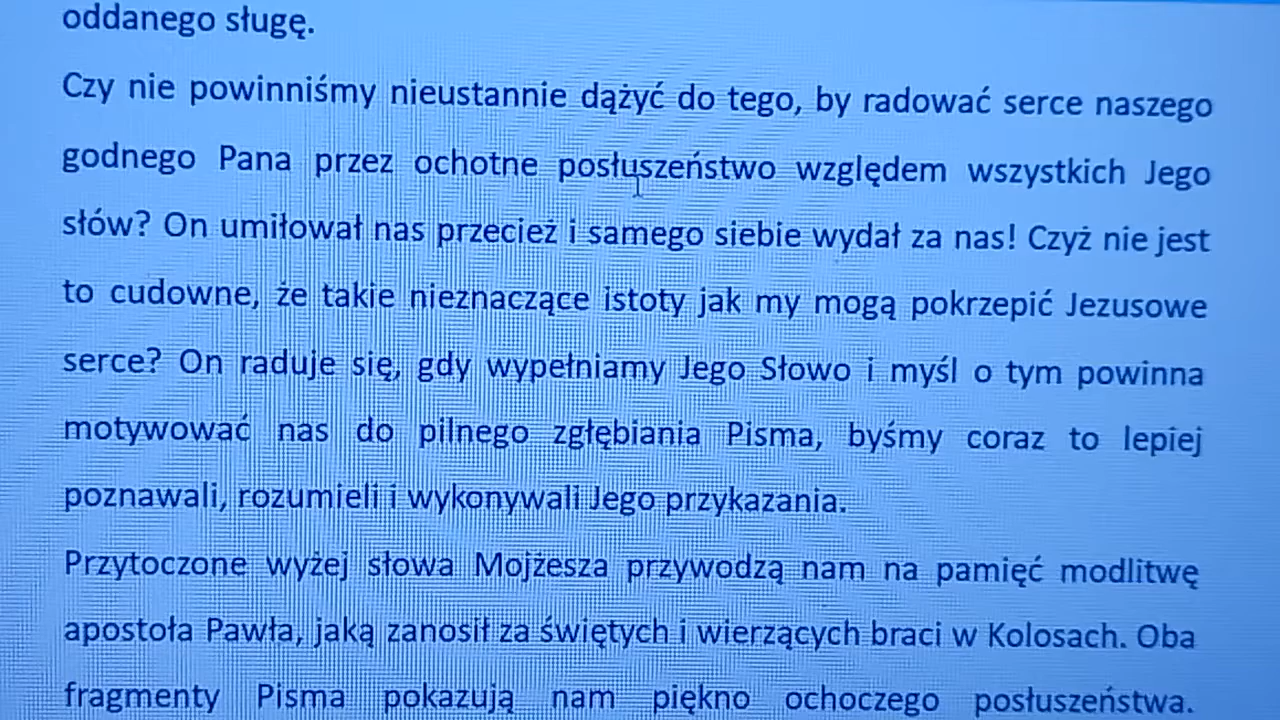 oddanego sługę.
Czy nie powinniśmy nieustannie dążyć do tego, by radować serce naszego
godnego Pana przez ochotne posłuszeństwo względem wszystkich Jego
słów? On umiłował nas przecież i samego siebie wydał za nas! Czyż nie jest
to cudowne, że takie nieznaczące istoty jak my mogą pokrzepić Jezusowe
serce? On raduje się, gdy wypełniamy Jego Słowo i myśl o tym powinna
motywować nas do pilnego zgłębiania Pisma, byśmy coraz to lepiej
poznawali, rozumieli i wykonywali Jego przykazania.
Przytoczone wyżej słowa Mojżesza przywodzą nam na pamięć modlitwę
apostoła Pawła, jaką zanosił za świętych i wierzących braci w Kolosach. Oba
fragmenty Pisma pokazują nam piękno ochoczego posłuszeństwa.